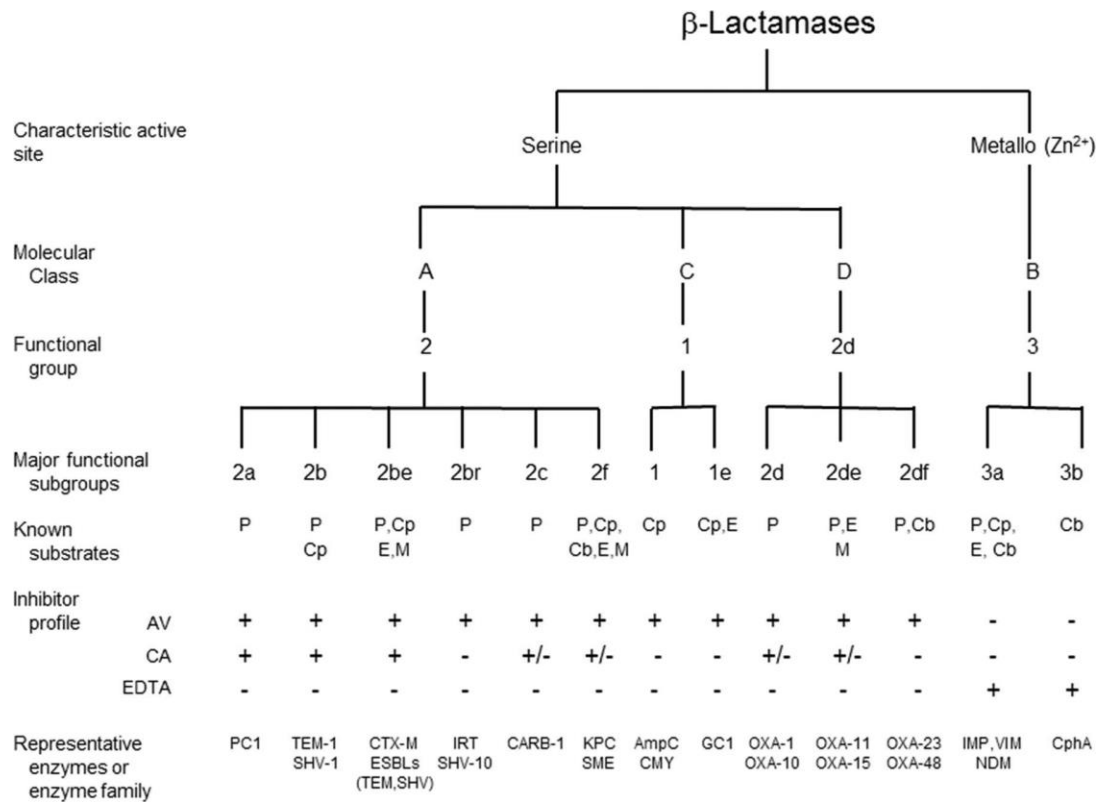 β-Lactamases
Characteristic active
site
Serine
Metallo (Zn²⁺)
Molecular
Class
A
C
D
B
Functional
group
2
1
2d
3
Major functional
subgroups
2a 2b 2be 2br 2c 2f 1 1e 2d 2de 2df 3a 3b
Known
substrates
P P P,Cp P P P,Cp, Cp Cp,E P P,E P,Cb P,Cp, Cb
Cp E,M Cb,E,M M E, Cb
Inhibitor
profile
AV + + + + + + + + + + + - -
CA + + + - +/- +/- - - +/- +/- - - -
EDTA - - - - - - - - - - - + +
Representative
enzymes or
enzyme family
PC1 TEM-1 CTX-M IRT CARB-1 KPC AmpC GC1 OXA-1 OXA-11 OXA-23 IMP,VIM CphA
SHV-1 ESBLs SHV-10 SME CMY OXA-10 OXA-15 OXA-48 NDM
(TEM,SHV)